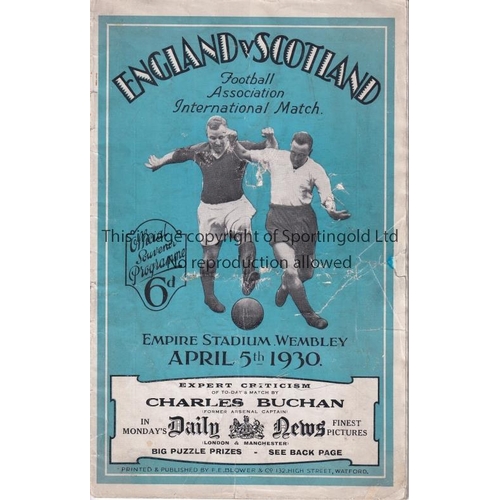 ENGLAND V SCOTLAND
Football
Association
International Match.
Official
Souvenir
Programme
6d
This image is copyright of Sportingold Ltd
No reproduction allowed
EMPIRE STADIUM, WEMBLEY
APRIL 5th 1930.
EXPERT CRITICISM
OF TO-DAY'S MATCH BY
CHARLES BUCHAN
(FORMER ARSENAL CAPTAIN)
IN MONDAY'S Daily News FINEST PICTURES
(LONDON & MANCHESTER)
BIG PUZZLE PRIZES - SEE BACK PAGE
PRINTED & PUBLISHED BY F. E. BLOWER & CO 132, HIGH STREET, WATFORD.